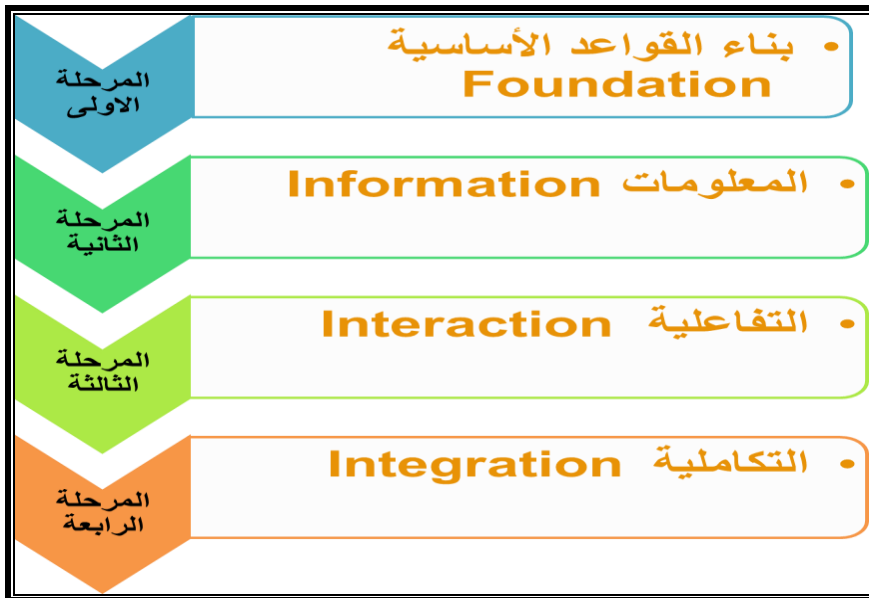 المرحلة
الاولى
• بناء القواعد الأساسية
Foundation
المرحلة
الثانية
• المعلومات Information
المرحلة
الثالثة
• التفاعلية Interaction
المرحلة
الرابعة
• التكاملية Integration